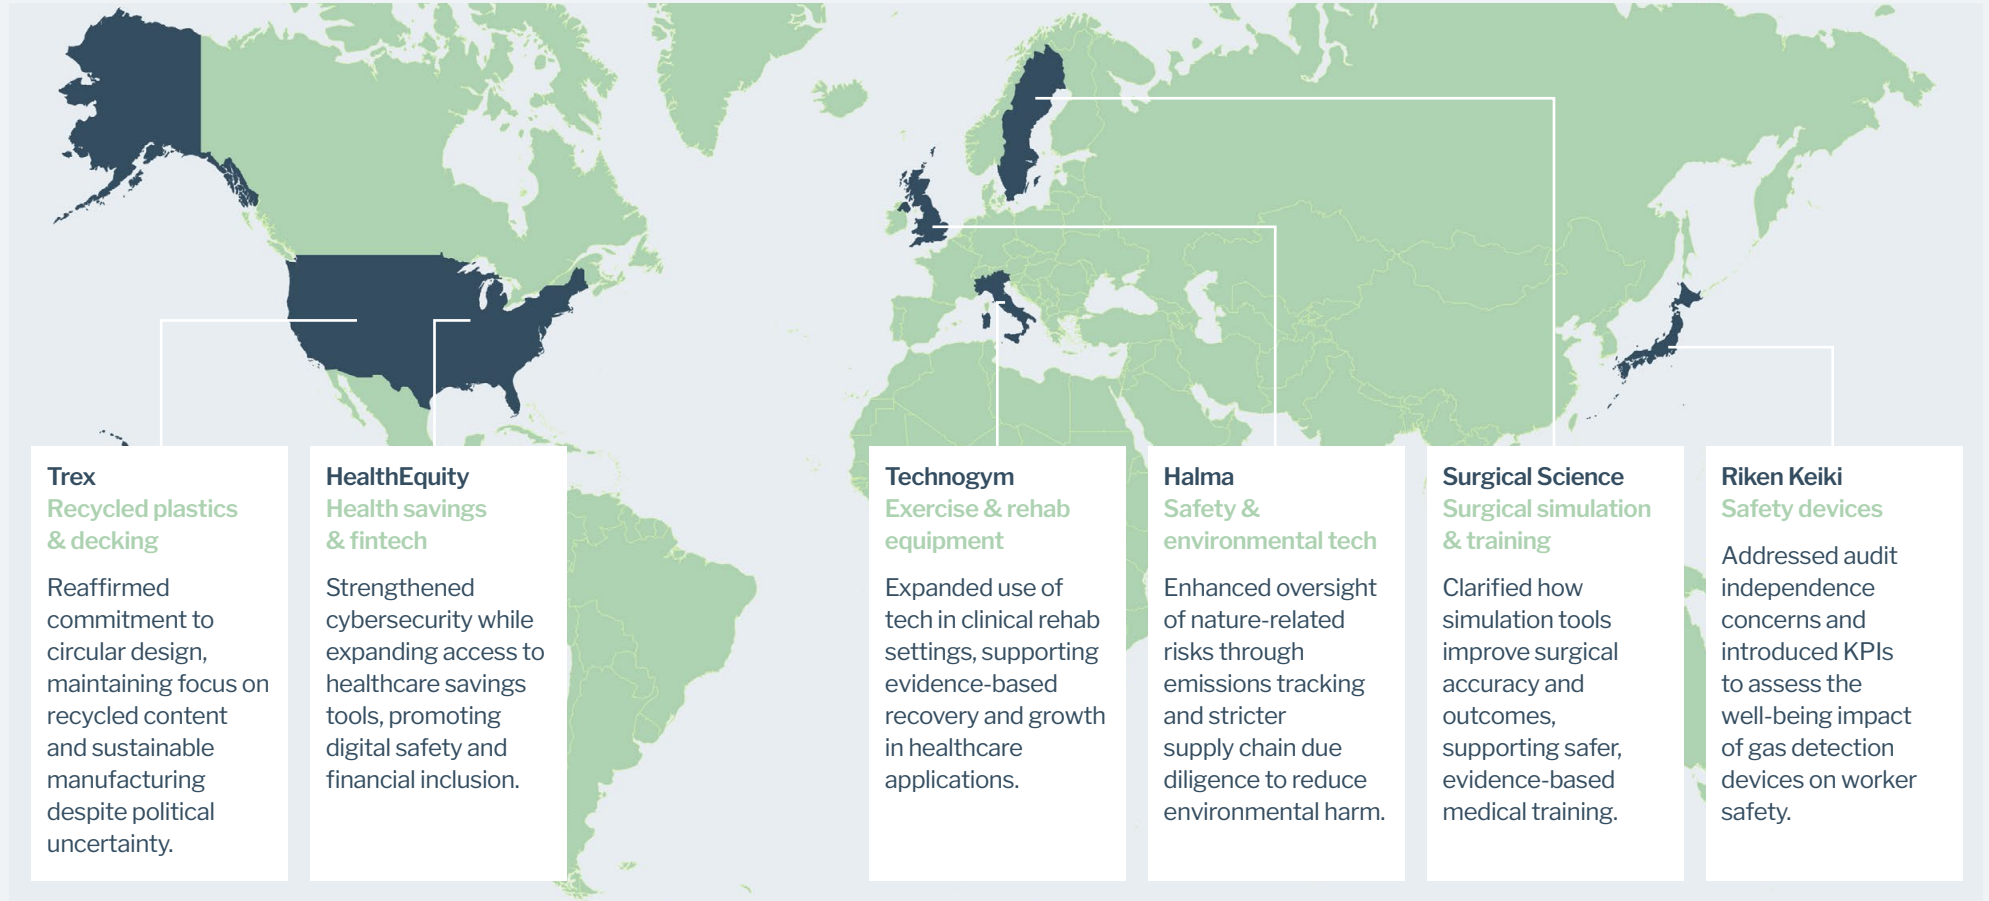 Trex
Recycled plastics
& decking
Reaffirmed
commitment to
circular design,
maintaining focus on
recycled content
and sustainable
manufacturing
despite political
uncertainty.
HealthEquity
Health savings
& fintech
Strengthened
cybersecurity while
expanding access to
healthcare savings
tools, promoting
digital safety and
financial inclusion.
Technogym
Exercise & rehab
equipment
Expanded use of
tech in clinical rehab
settings, supporting
evidence-based
recovery and growth
in healthcare
applications.
Halma
Safety &
environmental tech
Enhanced oversight
of nature-related
risks through
emissions tracking
and stricter
supply chain due
diligence to reduce
environmental harm.
Surgical Science
Surgical simulation
& training
Clarified how
simulation tools
improve surgical
accuracy and
outcomes,
supporting safer,
evidence-based
medical training.
Riken Keiki
Safety devices
Addressed audit
independence
concerns and
introduced KPIs
to assess the
well-being impact
of gas detection
devices on worker
safety.